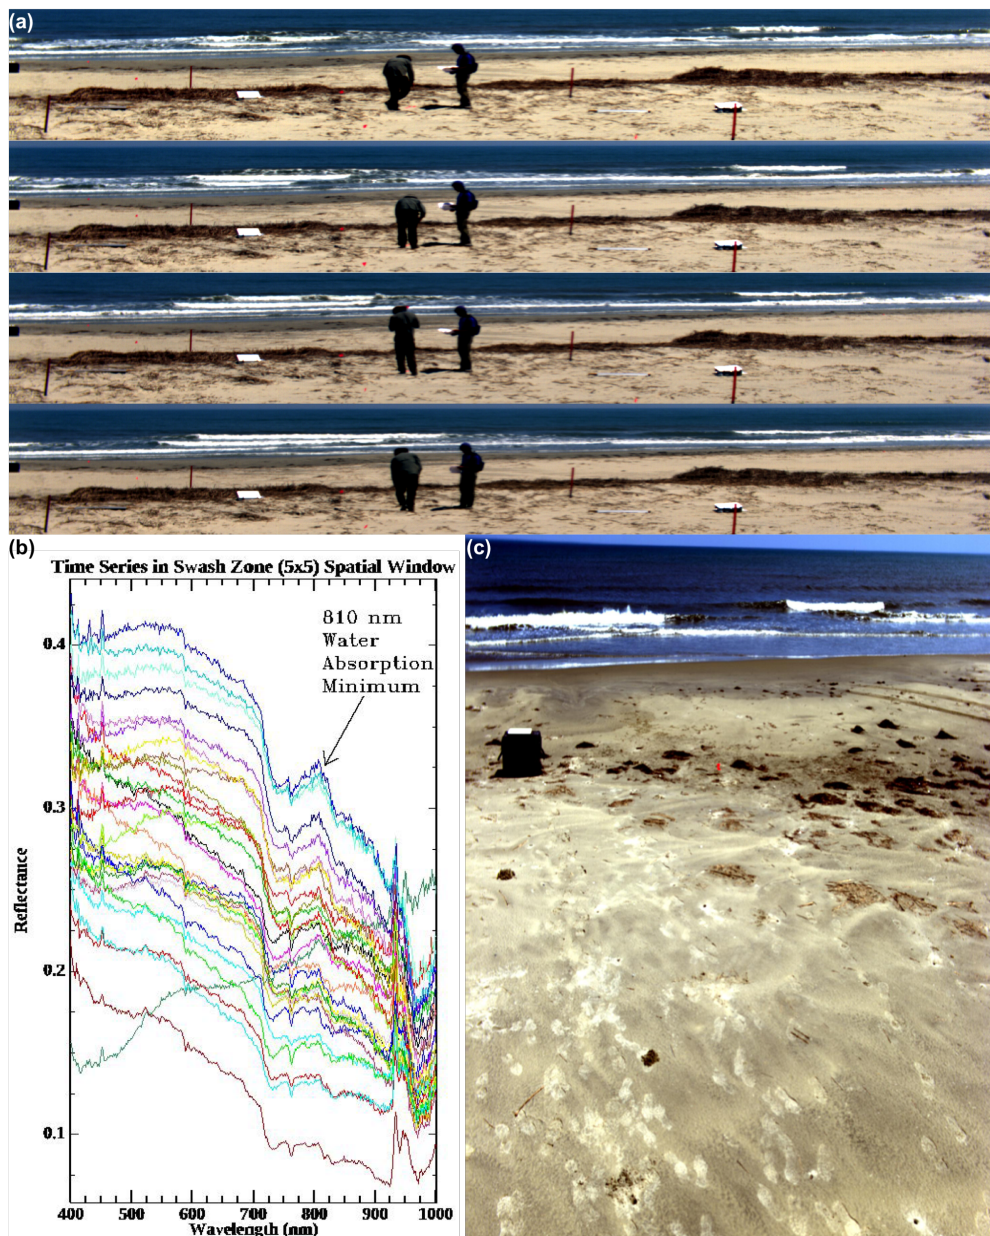 (a)
(b)
(c)
Time Series in Swash Zone (5x5) Spatial Window
810 nm
Water
Absorption
Minimum
0.4
0.3
0.2
0.1
Reflectance
400 500 600 700 800 900 1000
Wavelength (nm)